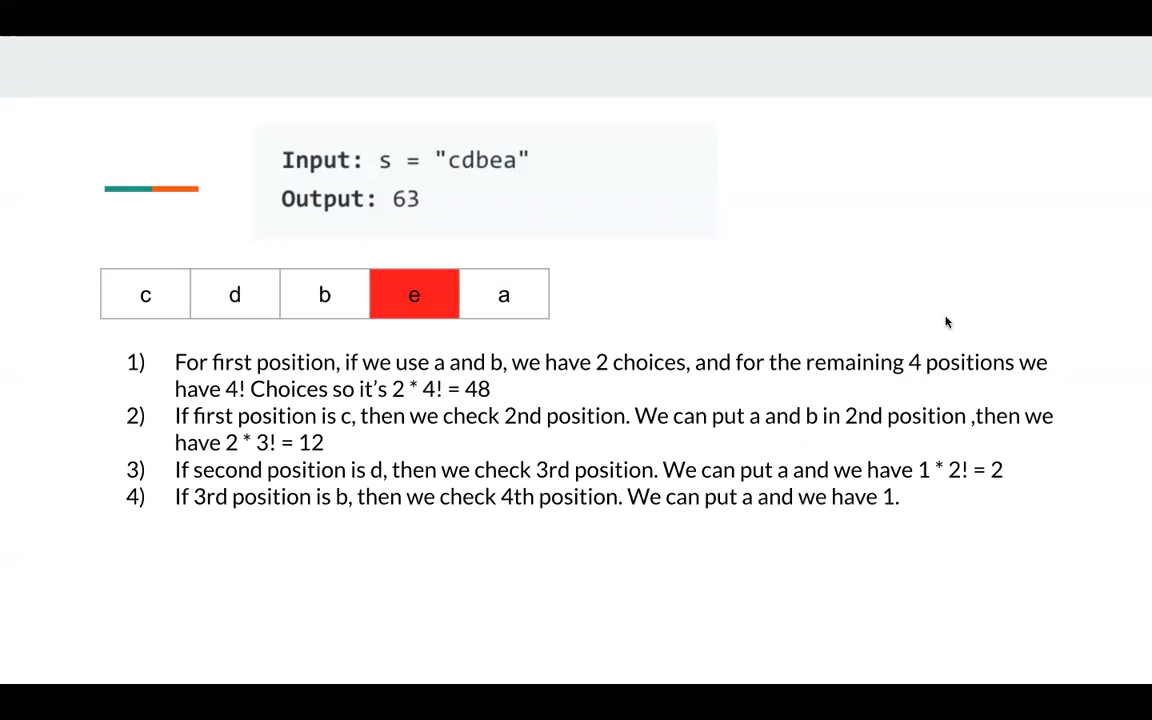 Input: s = "cdbea"
Output: 63
c d b e a
1) For first position, if we use a and b, we have 2 choices, and for the remaining 4 positions we
have 4! Choices so it's 2 * 4! = 48
2) If first position is c, then we check 2nd position. We can put a and b in 2nd position ,then we
have 2 * 3! = 12
3) If second position is d, then we check 3rd position. We can put a and we have 1 * 2! = 2
4) If 3rd position is b, then we check 4th position. We can put a and we have 1.